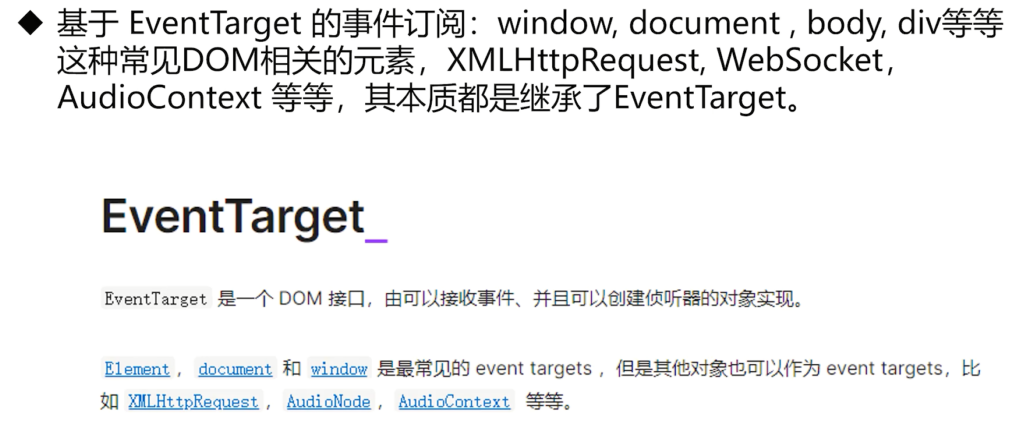 ◆ 基于 EventTarget 的事件订阅：window, document , body, div等等
这种常见DOM相关的元素，XMLHttpRequest, WebSocket,
AudioContext 等等，其本质都是继承了EventTarget。
EventTarget_
EventTarget 是一个 DOM 接口，由可以接收事件、并且可以创建侦听器的对象实现。
Element ，document 和 window 是最常见的 event targets ，但是其他对象也可以作为 event targets，比
如 XMLHttpRequest ，AudioNode ，AudioContext 等等。